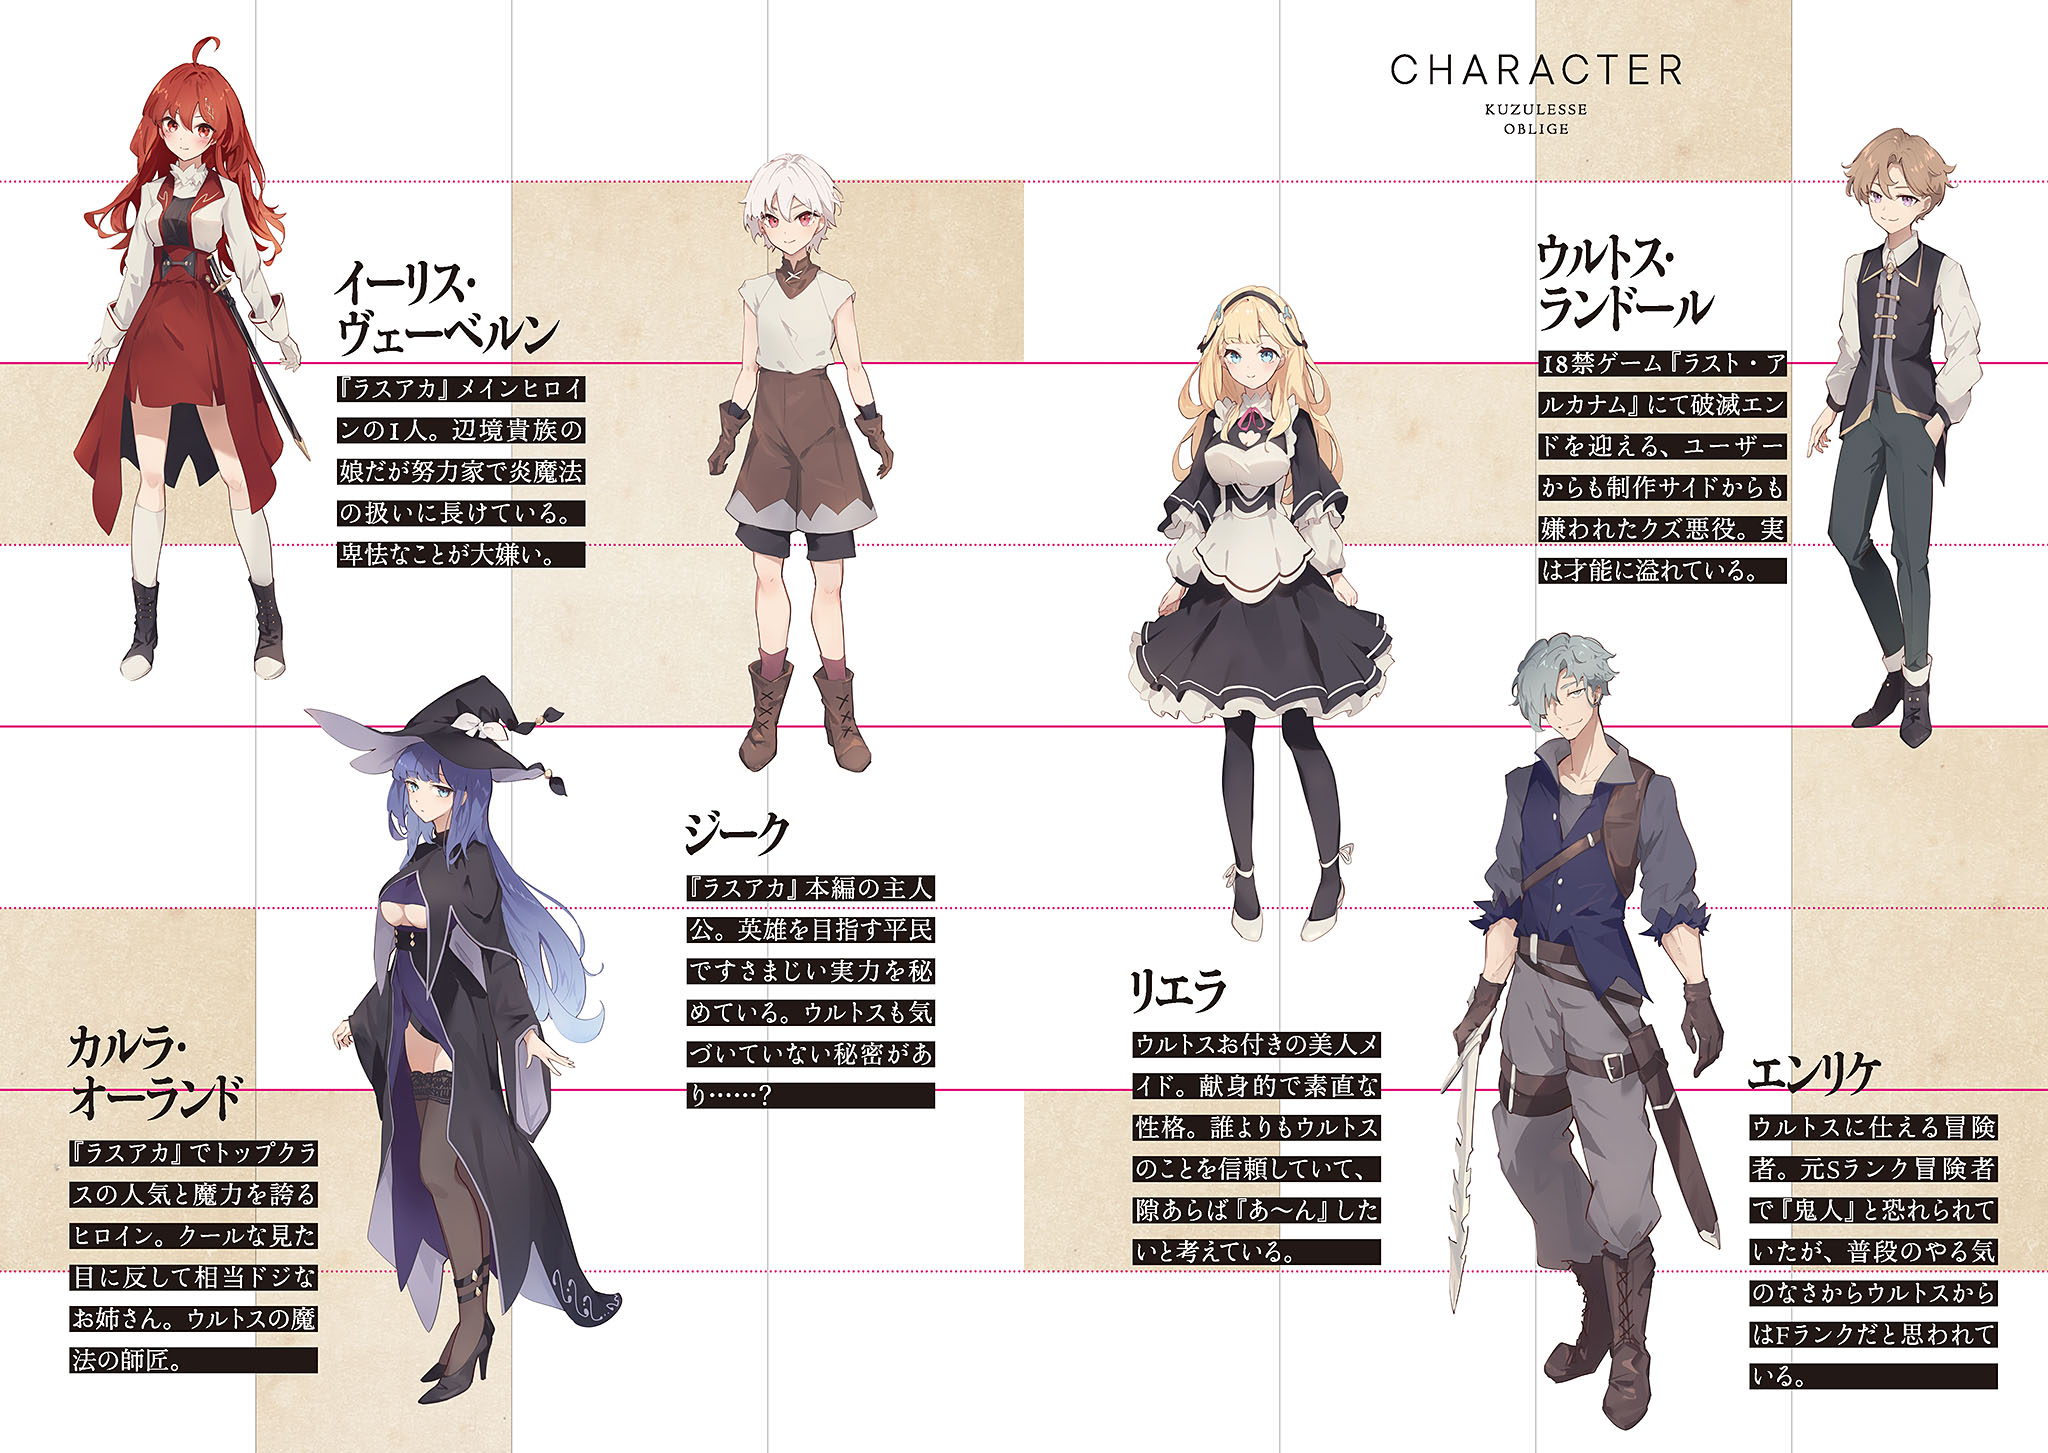 CHARACTER
KUZULESSE
OBLIGE
ウルトス・
ランドール
18禁ゲーム『ラスト・ア
ルカナム』にて破滅エン
ドを迎える、ユーザー
からも制作サイドからも
嫌われたクズ悪役。実
は才能に溢れている。
リエラ
ウルトスお付きの美人メ
イド。献身的で素直な
性格。誰よりもウルトス
のことを信頼していて、
隙あらば『あ〜ん』した
いと考えている。
エンリケ
ウルトスに仕える冒険
者。元Sランク冒険者
で『鬼人』と恐れられて
いたが、普段のやる気
のなさからウルトスから
はFランクだと思われて
いる。
イーリス・
ヴェーベルン
『ラスアカ』メインヒロイ
ンの1人。辺境貴族の
娘だが努力家で炎魔法
の扱いに長けている。
卑怯なことが大嫌い。
ジーク
『ラスアカ』本編の主人
公。英雄を目指す平民
ですさまじい実力を秘
めている。ウルトスも気
づいていない秘密があ
り……?
カルラ・
オーランド
『ラスアカ』でトップクラ
スの人気と魔力を誇る
ヒロイン。クールな見た
目に反して相当ドジな
お姉さん。ウルトスの魔
法の師匠。